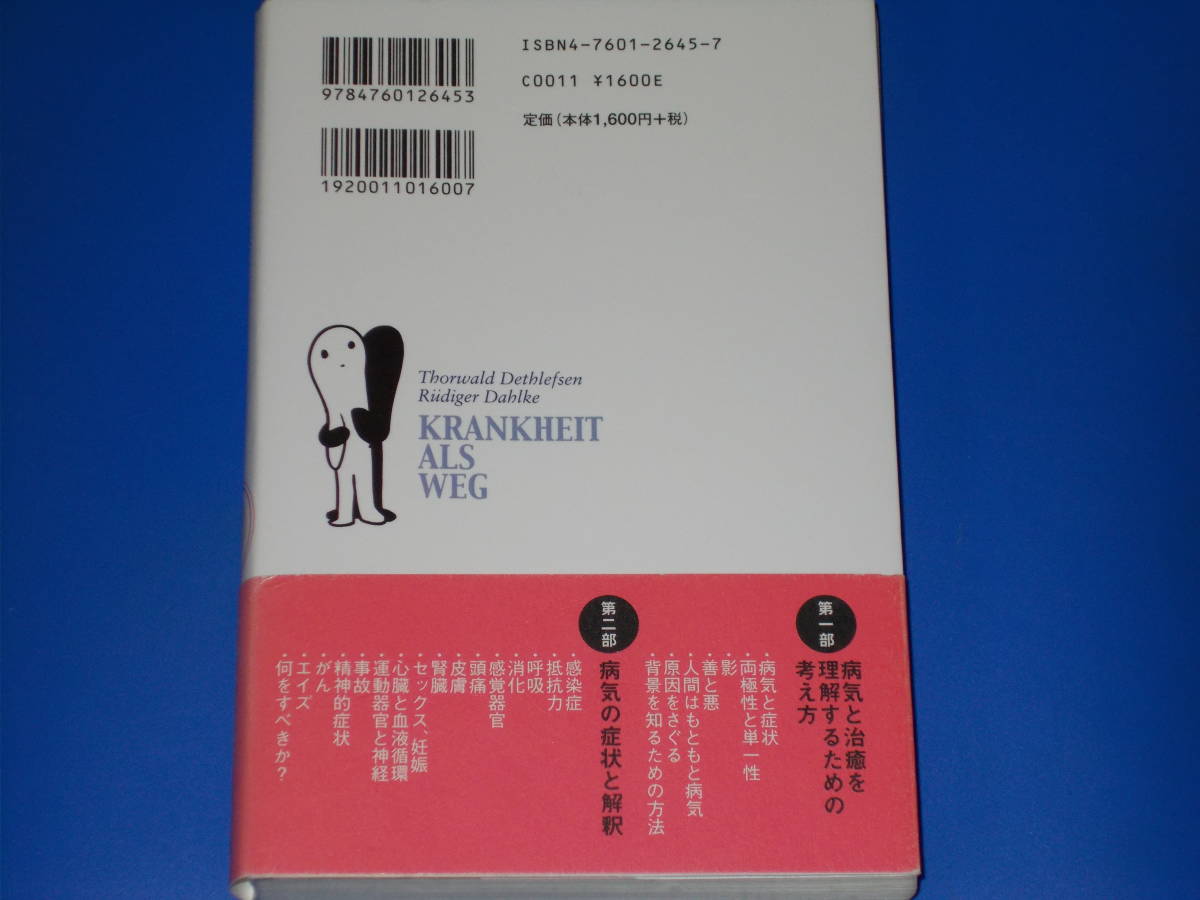 ISBN4-7601-2645-7
C0011 ¥1600E
定価(本体1,600円+税)
9784760126453
1920011016007
Thorwald Dethlefsen
Rüdiger Dahlke
KRANKHEIT
ALS
WEG
第一部
病気と治癒を
理解するための
考え方
・病気と症状
・両極性と単一性
・影
・善と悪
・人間はもともと病気
・原因をさぐる
・背景を知るための方法
第二部
病気の症状と解釈
・感染症
・抵抗力
・呼吸
・消化
・感覚器官
・頭痛
・皮膚
・腎臓
・セックス、妊娠
・心臓と血液循環
・運動器官と神経
・事故
・精神的症状
・がん
・エイズ
・何をすべきか?